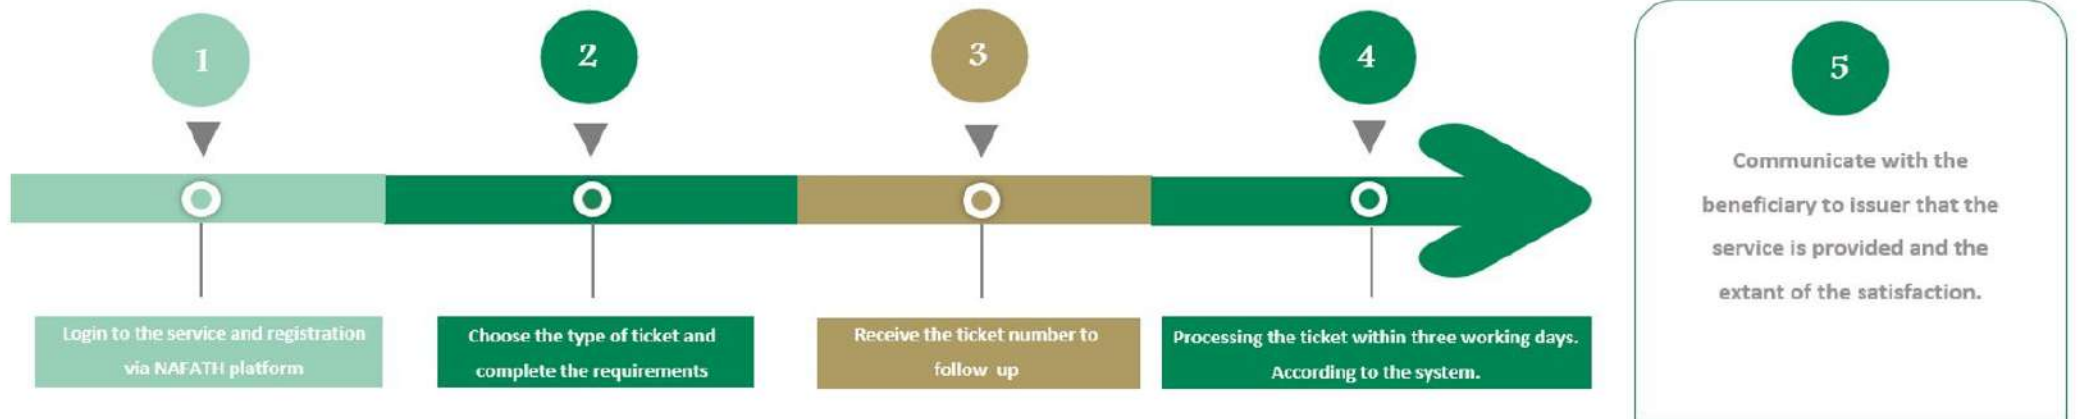 1
Login to the service and registration
via NAFATH platform
2
Choose the type of ticket and
complete the requirements
3
Receive the ticket number to
follow up
4
Processing the ticket within three working days.
According to the system.
5
Communicate with the
beneficiary to issuer that the
service is provided and the
extant of the satisfaction.